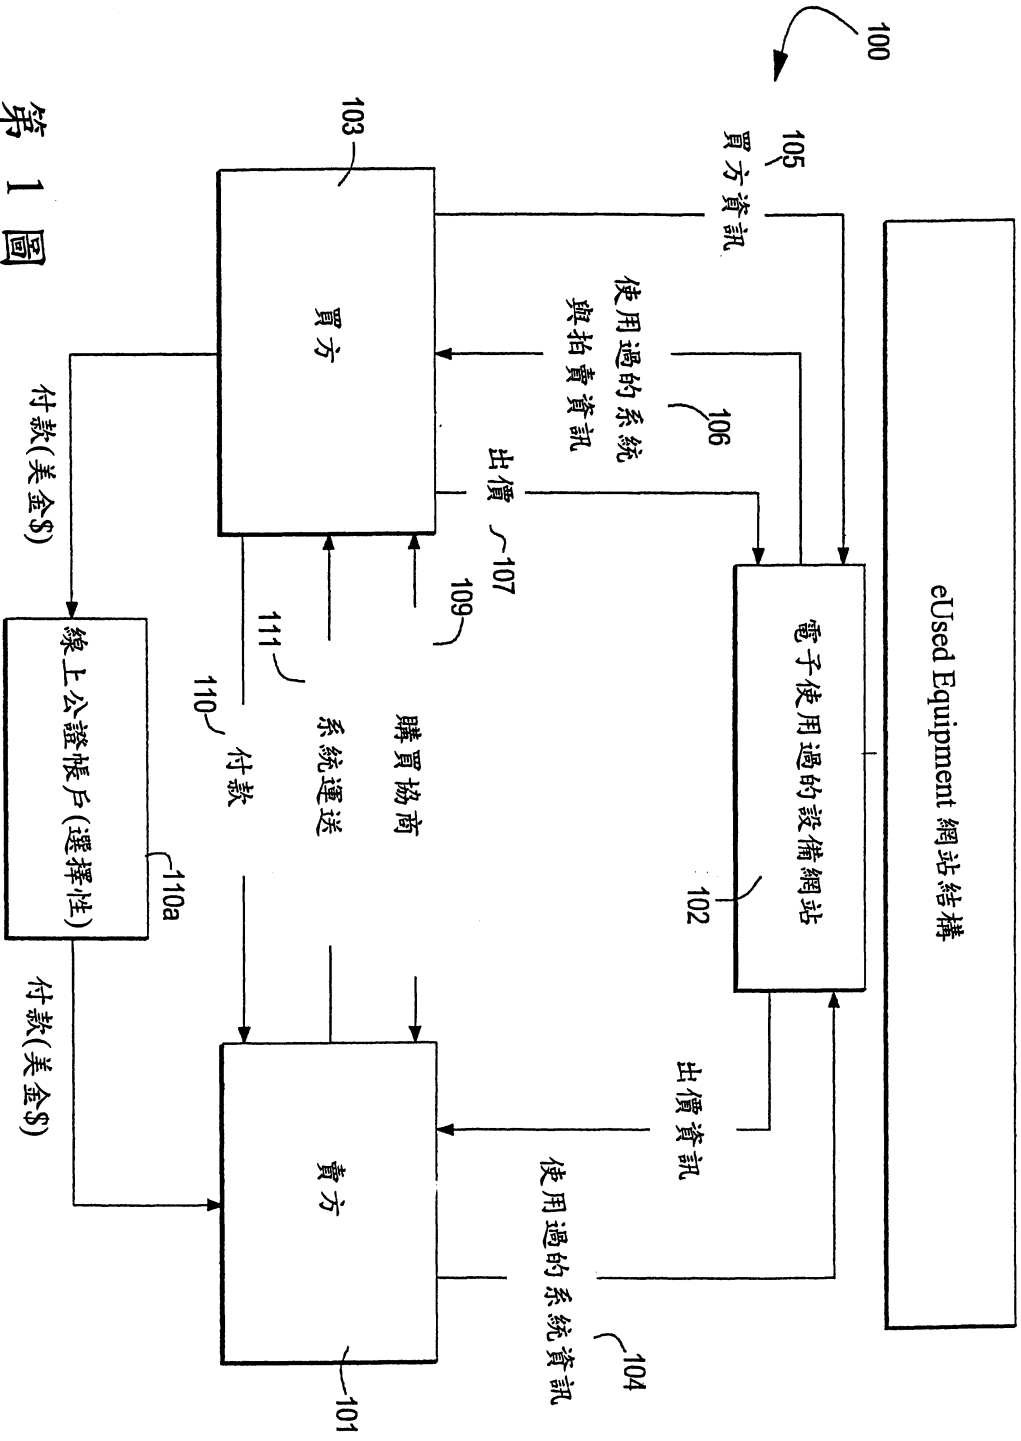 100
eUsed Equipment 網站結構
電子使用過的設備網站
102
105
買方資訊
使用過的系統
與拍賣資訊
106
出價
107
出價資訊
使用過的系統資訊
104
103
買方
109
購買協商
系統運送
111
110
付款
賣方
101
付款(美金$)
線上公證帳戶(選擇性)
110a
付款(美金$)
第 1 圖